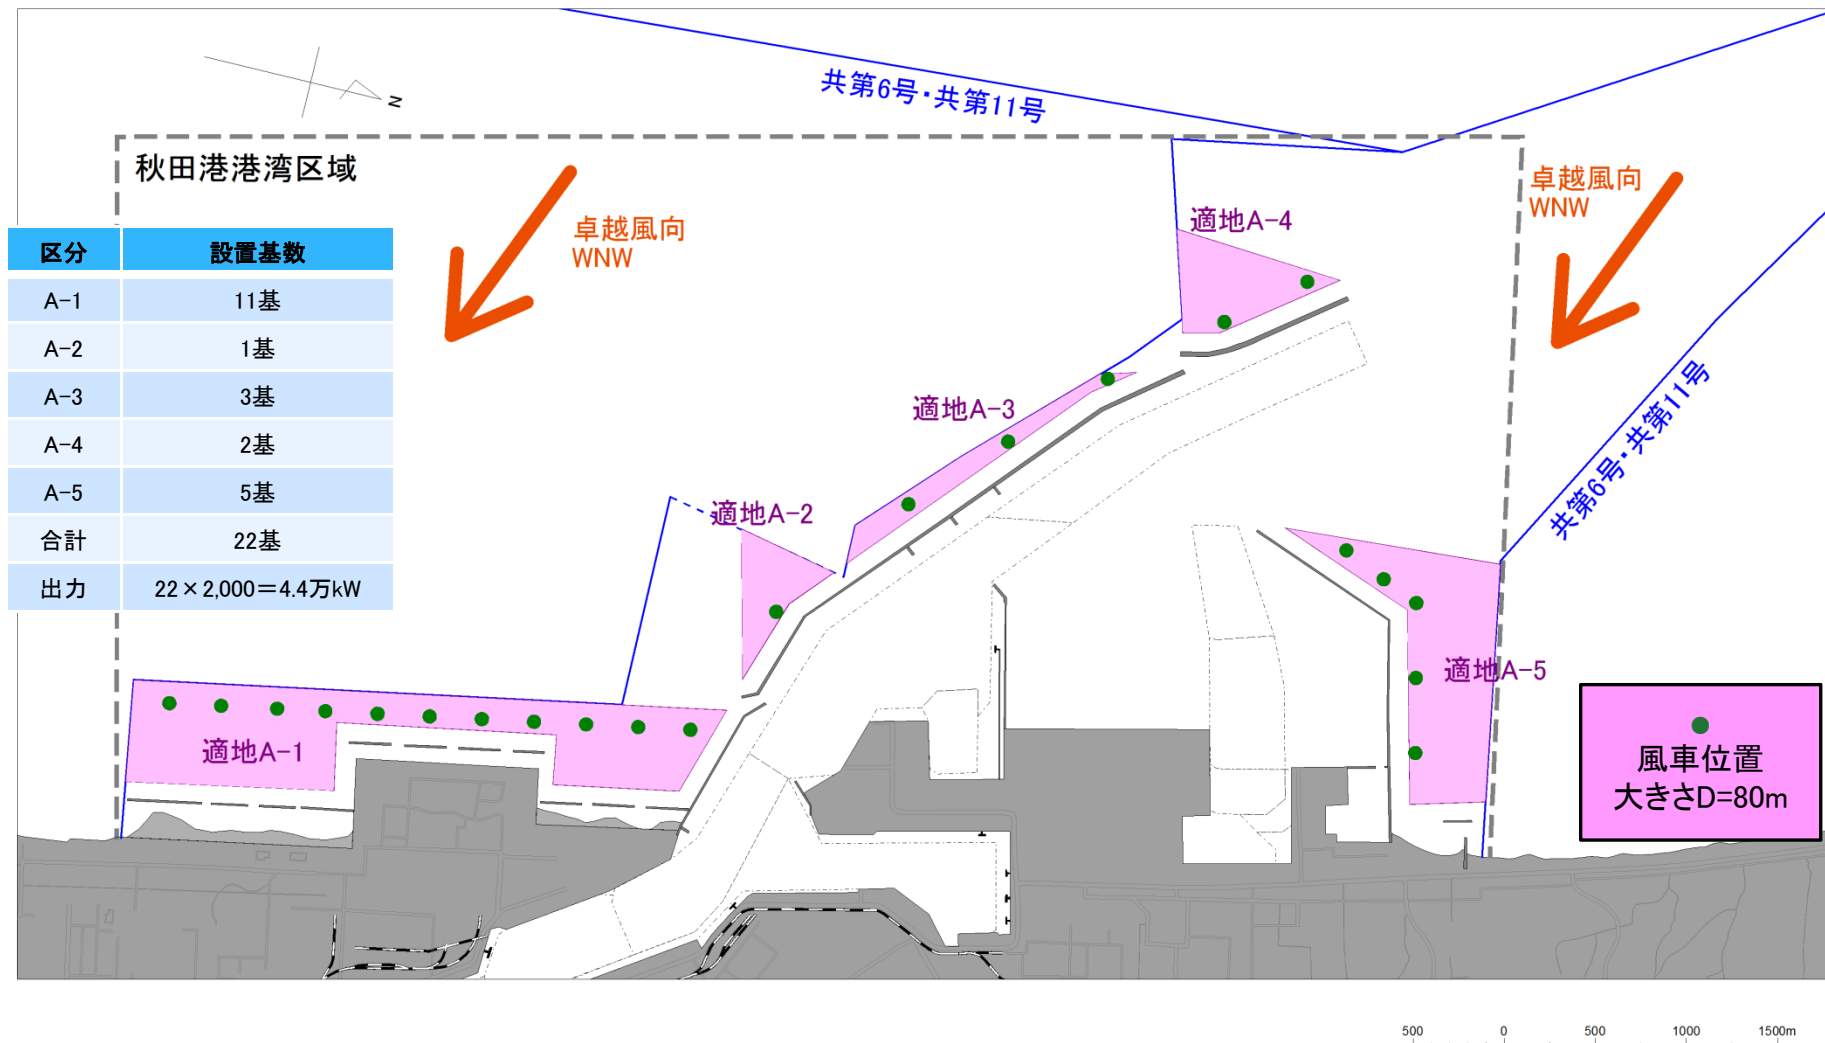 共第6号・共第11号
N
秋田港港湾区域
卓越風向
WNW
卓越風向
WNW
適地A-4
区分 設置基数
A-1 11基
A-2 1基
A-3 3基
A-4 2基
A-5 5基
合計 22基
出力 22×2,000＝4.4万kW
適地A-3
共第6号・共第11号
適地A-2
適地A-5
適地A-1
風車位置
大きさD=80m
500 0 500 1000 1500m